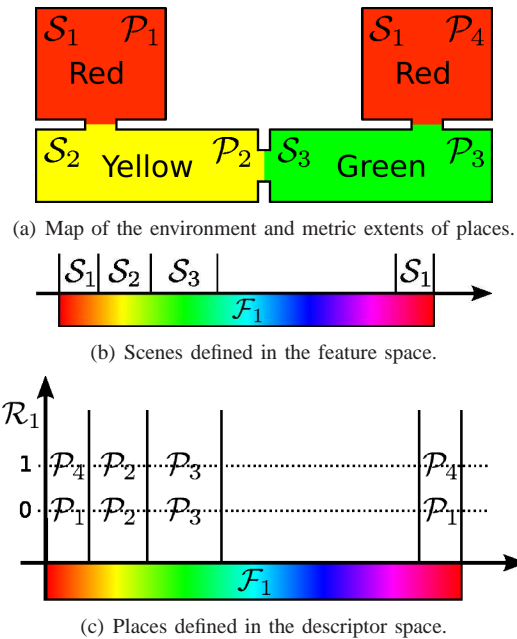 S₁ P₁ S₁ P₄
Red Red
S₂ Yellow P₂ S₃ Green P₃
(a) Map of the environment and metric extents of places.
S₁ S₂ S₃ S₁
F₁
(b) Scenes defined in the feature space.
R₁
1 P₄ P₂ P₃ P₄
0 P₁ P₂ P₃ P₁
F₁
(c) Places defined in the descriptor space.